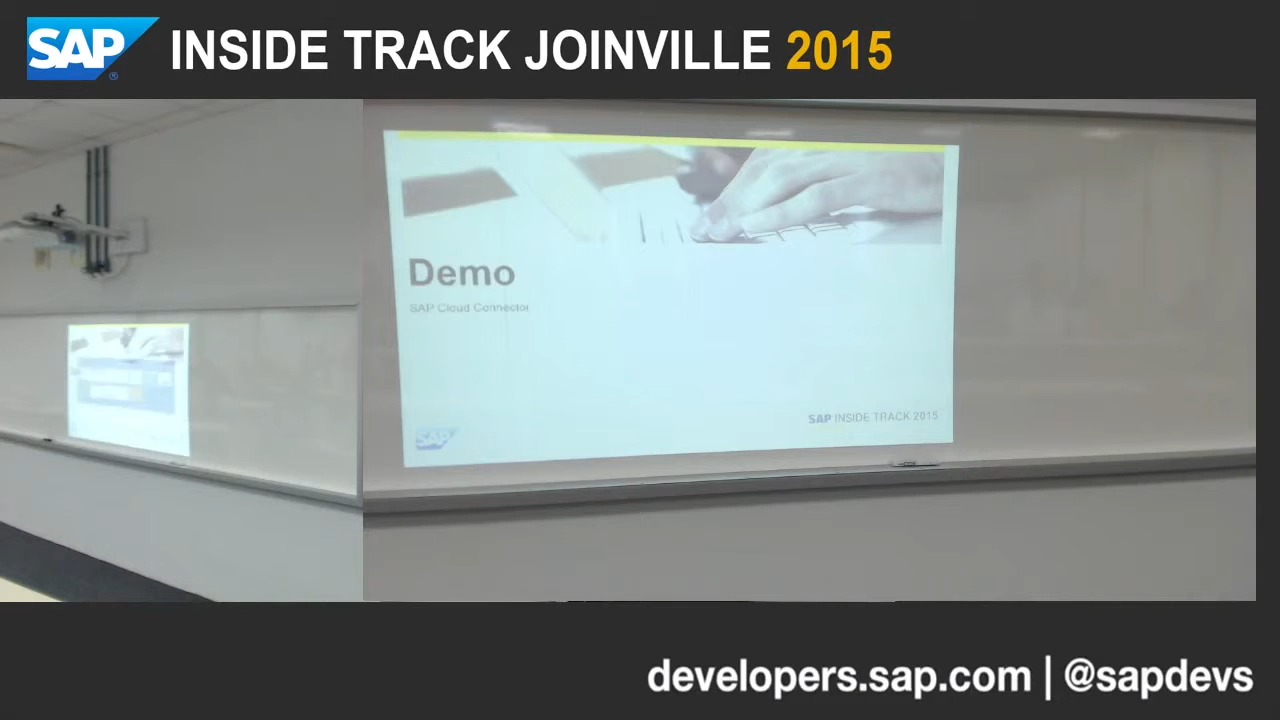 SAP INSIDE TRACK JOINVILLE 2015
Demo
SAP Cloud Connector
SAP INSIDE TRACK 2015
SAP
developers.sap.com | @sapdevs